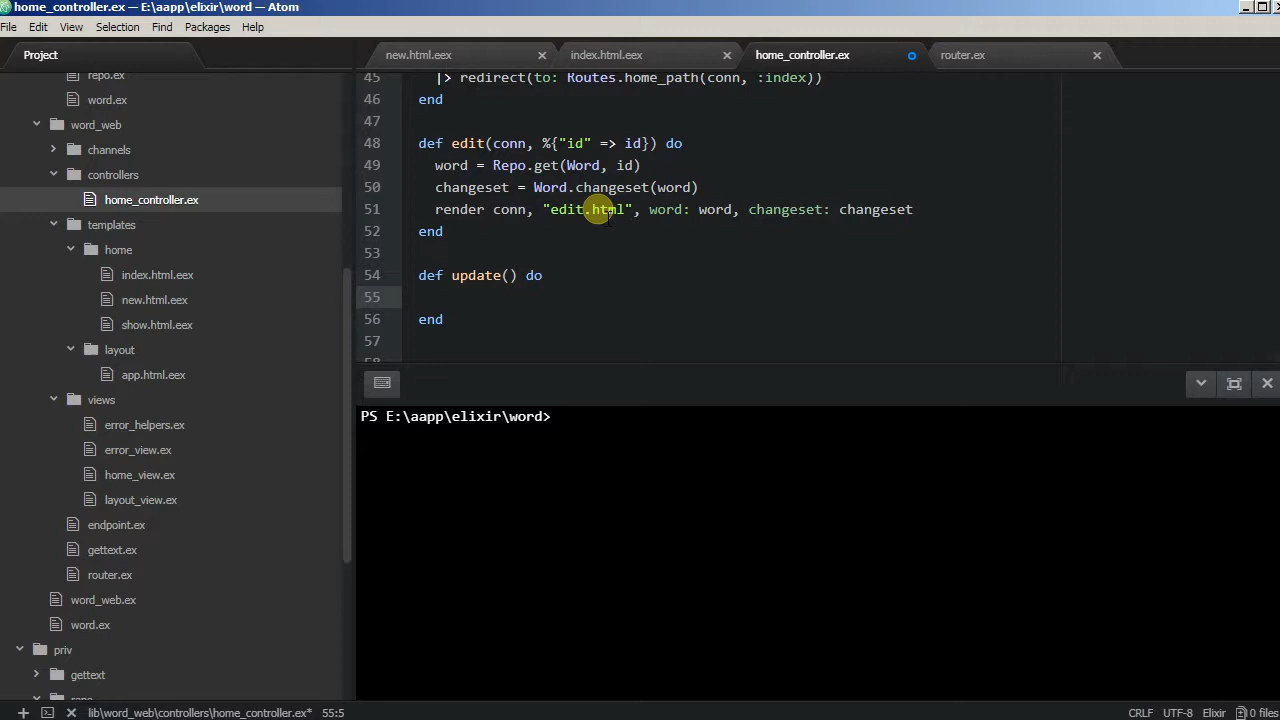 home_controller.ex — E:\aapp\elixir\word — Atom
File Edit View Selection Find Packages Help
Project
new.html.eex index.html.eex home_controller.ex router.ex
repo.ex
word.ex
word_web
channels
controllers
home_controller.ex
templates
home
index.html.eex
new.html.eex
show.html.eex
layout
app.html.eex
views
error_helpers.ex
error_view.ex
home_view.ex
layout_view.ex
endpoint.ex
gettext.ex
router.ex
word_web.ex
word.ex
priv
gettext
45 |> redirect(to: Routes.home_path(conn, :index))
46 end
47
48 def edit(conn, %{"id" => id}) do
49 word = Repo.get(Word, id)
50 changeset = Word.changeset(word)
51 render conn, "edit.html", word: word, changeset: changeset
52 end
53
54 def update() do
55
56 end
57
PS E:\aapp\elixir\word>
lib\word_web\controllers\home_controller.ex* 55:5 CRLF UTF-8 Elixir 10 files